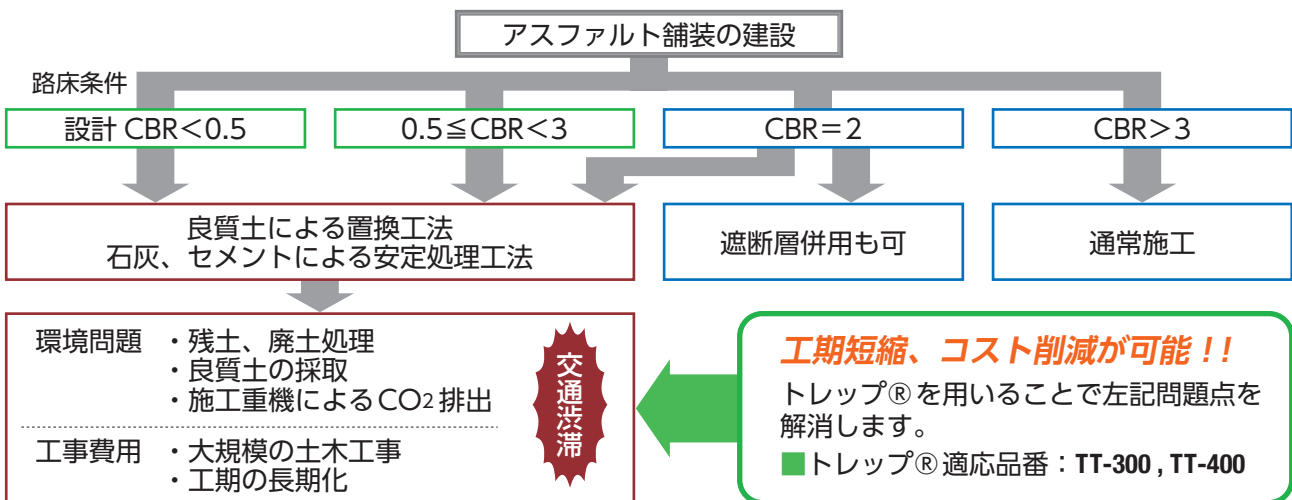 アスファルト舗装の建設
路床条件
設計 CBR<0.5
0.5≦CBR<3
CBR=2
CBR>3
良質土による置換工法
石灰、セメントによる安定処理工法
遮断層併用も可
通常施工
環境問題 ・残土、廃土処理
・良質土の採取
・施工重機によるCO2排出
工事費用 ・大規模の土木工事
・工期の長期化
交通渋滞
工期短縮、コスト削減が可能!!
トレップ®を用いることで左記問題点を
解消します。
■トレップ®適応品番:TT-300 , TT-400